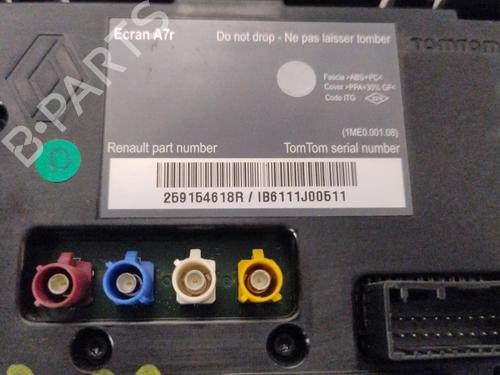 Ecran A7r
Do not drop - Ne pas laisser tomber
TOMTOM
Fascia >ABS+PC<
Cover >PPA+30% GF<
Code ITG :
(1ME0.001.08)
Renault part number
TomTom serial number
259154618R / IB6111J00511
B-PARTS